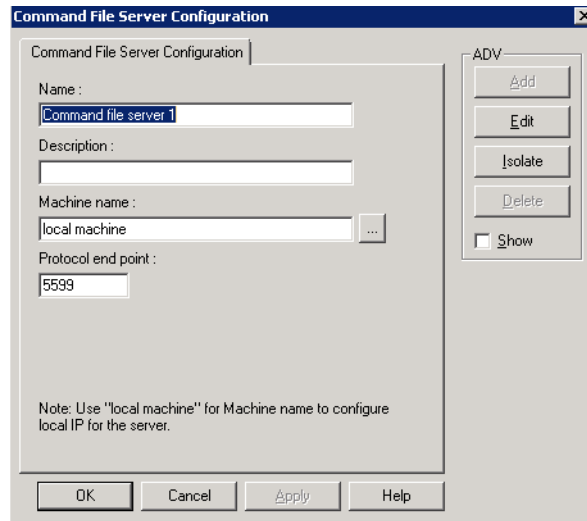 Command File Server Configuration
Command File Server Configuration
Name :
Command file server 1
Description :
Machine name :
local machine
...
Protocol end point :
5599
Note: Use "local machine" for Machine name to configure
local IP for the server.
OK
Cancel
Apply
Help
ADV
Add
Edit
Isolate
Delete
Show